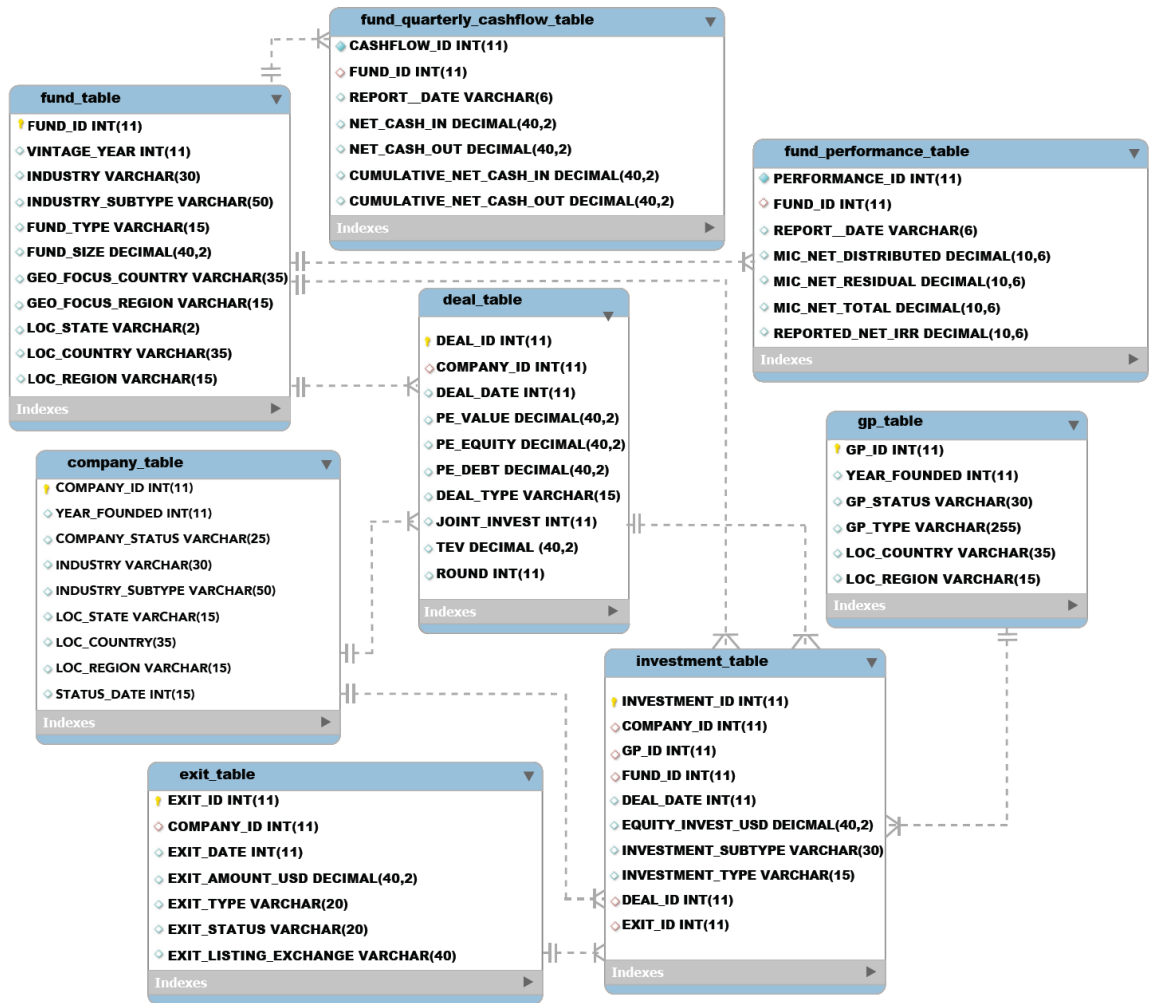 fund_quarterly_cashflow_table
CASHFLOW_ID INT(11)
FUND_ID INT(11)
REPORT__DATE VARCHAR(6)
NET_CASH_IN DECIMAL(40,2)
NET_CASH_OUT DECIMAL(40,2)
CUMULATIVE_NET_CASH_IN DECIMAL(40,2)
CUMULATIVE_NET_CASH_OUT DECIMAL(40,2)
Indexes
fund_table
FUND_ID INT(11)
VINTAGE_YEAR INT(11)
INDUSTRY VARCHAR(30)
INDUSTRY_SUBTYPE VARCHAR(50)
FUND_TYPE VARCHAR(15)
FUND_SIZE DECIMAL(40,2)
GEO_FOCUS_COUNTRY VARCHAR(35)
GEO_FOCUS_REGION VARCHAR(15)
LOC_STATE VARCHAR(2)
LOC_COUNTRY VARCHAR(35)
LOC_REGION VARCHAR(15)
Indexes
fund_performance_table
PERFORMANCE_ID INT(11)
FUND_ID INT(11)
REPORT__DATE VARCHAR(6)
MIC_NET_DISTRIBUTED DECIMAL(10,6)
MIC_NET_RESIDUAL DECIMAL(10,6)
MIC_NET_TOTAL DECIMAL(10,6)
REPORTED_NET_IRR DECIMAL(10,6)
Indexes
deal_table
DEAL_ID INT(11)
COMPANY_ID INT(11)
DEAL_DATE INT(11)
PE_VALUE DECIMAL(40,2)
PE_EQUITY DECIMAL(40,2)
PE_DEBT DECIMAL(40,2)
DEAL_TYPE VARCHAR(15)
JOINT_INVEST INT(11)
TEV DECIMAL (40,2)
ROUND INT(11)
Indexes
gp_table
GP_ID INT(11)
YEAR_FOUNDED INT(11)
GP_STATUS VARCHAR(30)
GP_TYPE VARCHAR(255)
LOC_COUNTRY VARCHAR(35)
LOC_REGION VARCHAR(15)
Indexes
company_table
COMPANY_ID INT(11)
YEAR_FOUNDED INT(11)
COMPANY_STATUS VARCHAR(25)
INDUSTRY VARCHAR(30)
INDUSTRY_SUBTYPE VARCHAR(50)
LOC_STATE VARCHAR(15)
LOC_COUNTRY(35)
LOC_REGION VARCHAR(15)
STATUS_DATE INT(15)
Indexes
investment_table
INVESTMENT_ID INT(11)
COMPANY_ID INT(11)
GP_ID INT(11)
FUND_ID INT(11)
DEAL_DATE INT(11)
EQUITY_INVEST_USD DEICMAL(40,2)
INVESTMENT_SUBTYPE VARCHAR(30)
INVESTMENT_TYPE VARCHAR(15)
DEAL_ID INT(11)
EXIT_ID INT(11)
Indexes
exit_table
EXIT_ID INT(11)
COMPANY_ID INT(11)
EXIT_DATE INT(11)
EXIT_AMOUNT_USD DECIMAL(40,2)
EXIT_TYPE VARCHAR(20)
EXIT_STATUS VARCHAR(20)
EXIT_LISTING_EXCHANGE VARCHAR(40)
Indexes